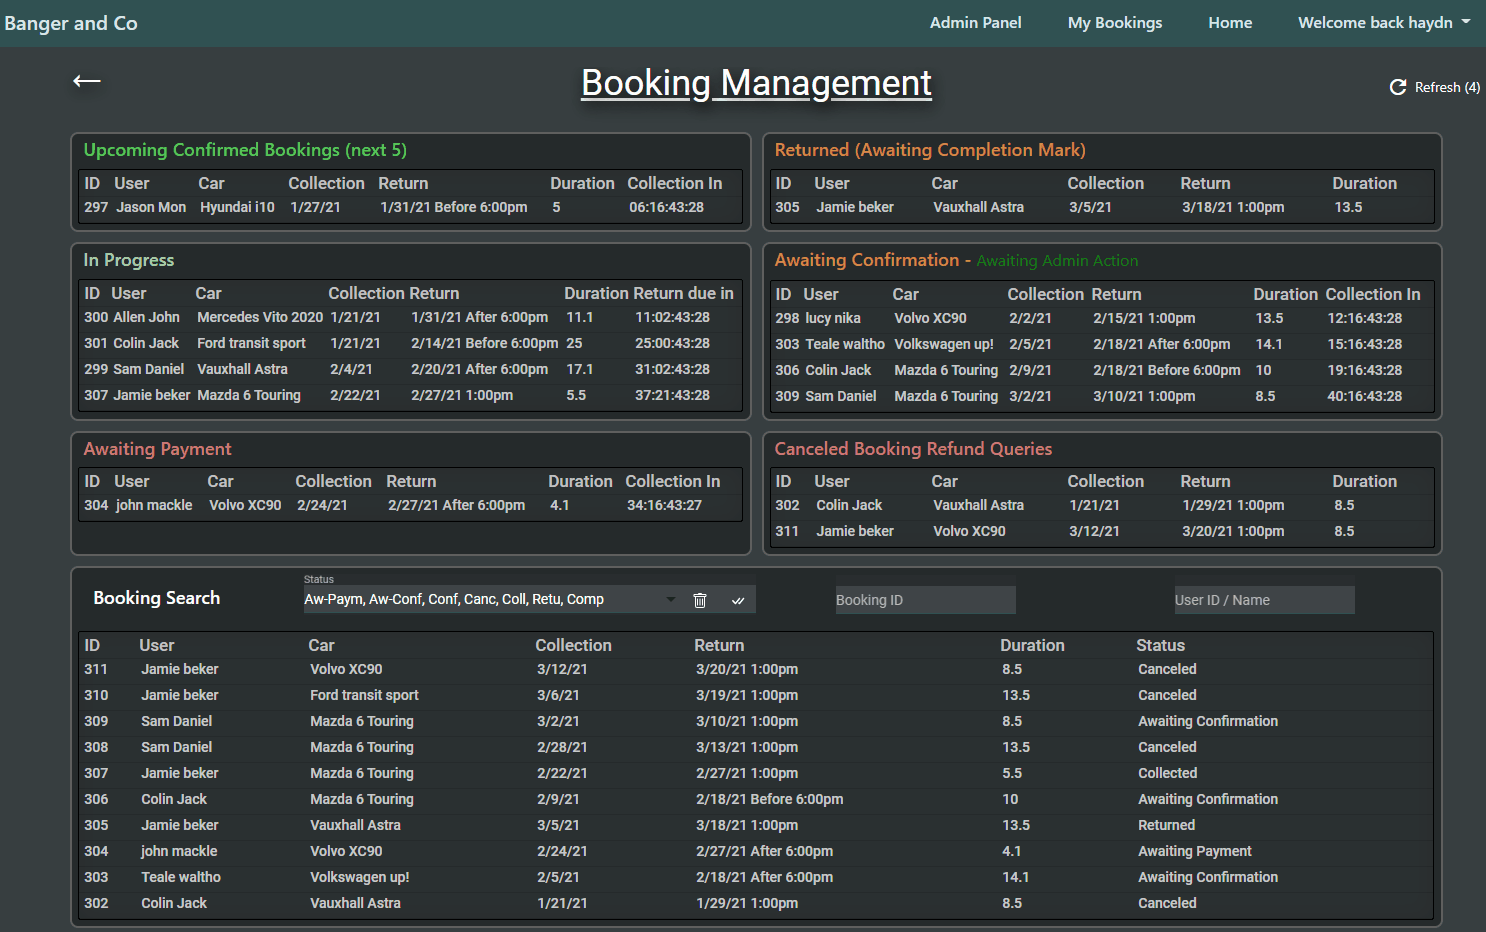 Banger and Co Admin Panel My Bookings Home Welcome back haydn
Booking Management
Refresh (4)
Upcoming Confirmed Bookings (next 5)
ID User Car Collection Return Duration Collection In
297 Jason Mon Hyundai i10 1/27/21 1/31/21 Before 6:00pm 5 06:16:43:28
Returned (Awaiting Completion Mark)
ID User Car Collection Return Duration
305 Jamie beker Vauxhall Astra 3/5/21 3/18/21 1:00pm 13.5
In Progress
ID User Car Collection Return Duration Return due in
300 Allen John Mercedes Vito 2020 1/21/21 1/31/21 After 6:00pm 11.1 11:02:43:28
301 Colin Jack Ford transit sport 1/21/21 2/14/21 Before 6:00pm 25 25:00:43:28
299 Sam Daniel Vauxhall Astra 2/4/21 2/20/21 After 6:00pm 17.1 31:02:43:28
307 Jamie beker Mazda 6 Touring 2/22/21 2/27/21 1:00pm 5.5 37:21:43:28
Awaiting Confirmation - Awaiting Admin Action
ID User Car Collection Return Duration Collection In
298 lucy nika Volvo XC90 2/2/21 2/15/21 1:00pm 13.5 12:16:43:28
303 Teale waltho Volkswagen up! 2/5/21 2/18/21 After 6:00pm 14.1 15:16:43:28
306 Colin Jack Mazda 6 Touring 2/9/21 2/18/21 Before 6:00pm 10 19:16:43:28
309 Sam Daniel Mazda 6 Touring 3/2/21 3/10/21 1:00pm 8.5 40:16:43:28
Awaiting Payment
ID User Car Collection Return Duration Collection In
304 john mackle Volvo XC90 2/24/21 2/27/21 After 6:00pm 4.1 34:16:43:27
Canceled Booking Refund Queries
ID User Car Collection Return Duration
302 Colin Jack Vauxhall Astra 1/21/21 1/29/21 1:00pm 8.5
311 Jamie beker Volvo XC90 3/12/21 3/20/21 1:00pm 8.5
Status
Booking Search Aw-Paym, Aw-Conf, Conf, Canc, Coll, Retu, Comp Booking ID User ID / Name
ID User Car Collection Return Duration Status
311 Jamie beker Volvo XC90 3/12/21 3/20/21 1:00pm 8.5 Canceled
310 Jamie beker Ford transit sport 3/6/21 3/19/21 1:00pm 13.5 Canceled
309 Sam Daniel Mazda 6 Touring 3/2/21 3/10/21 1:00pm 8.5 Awaiting Confirmation
308 Sam Daniel Mazda 6 Touring 2/28/21 3/13/21 1:00pm 13.5 Canceled
307 Jamie beker Mazda 6 Touring 2/22/21 2/27/21 1:00pm 5.5 Collected
306 Colin Jack Mazda 6 Touring 2/9/21 2/18/21 Before 6:00pm 10 Awaiting Confirmation
305 Jamie beker Vauxhall Astra 3/5/21 3/18/21 1:00pm 13.5 Returned
304 john mackle Volvo XC90 2/24/21 2/27/21 After 6:00pm 4.1 Awaiting Payment
303 Teale waltho Volkswagen up! 2/5/21 2/18/21 After 6:00pm 14.1 Awaiting Confirmation
302 Colin Jack Vauxhall Astra 1/21/21 1/29/21 1:00pm 8.5 Canceled